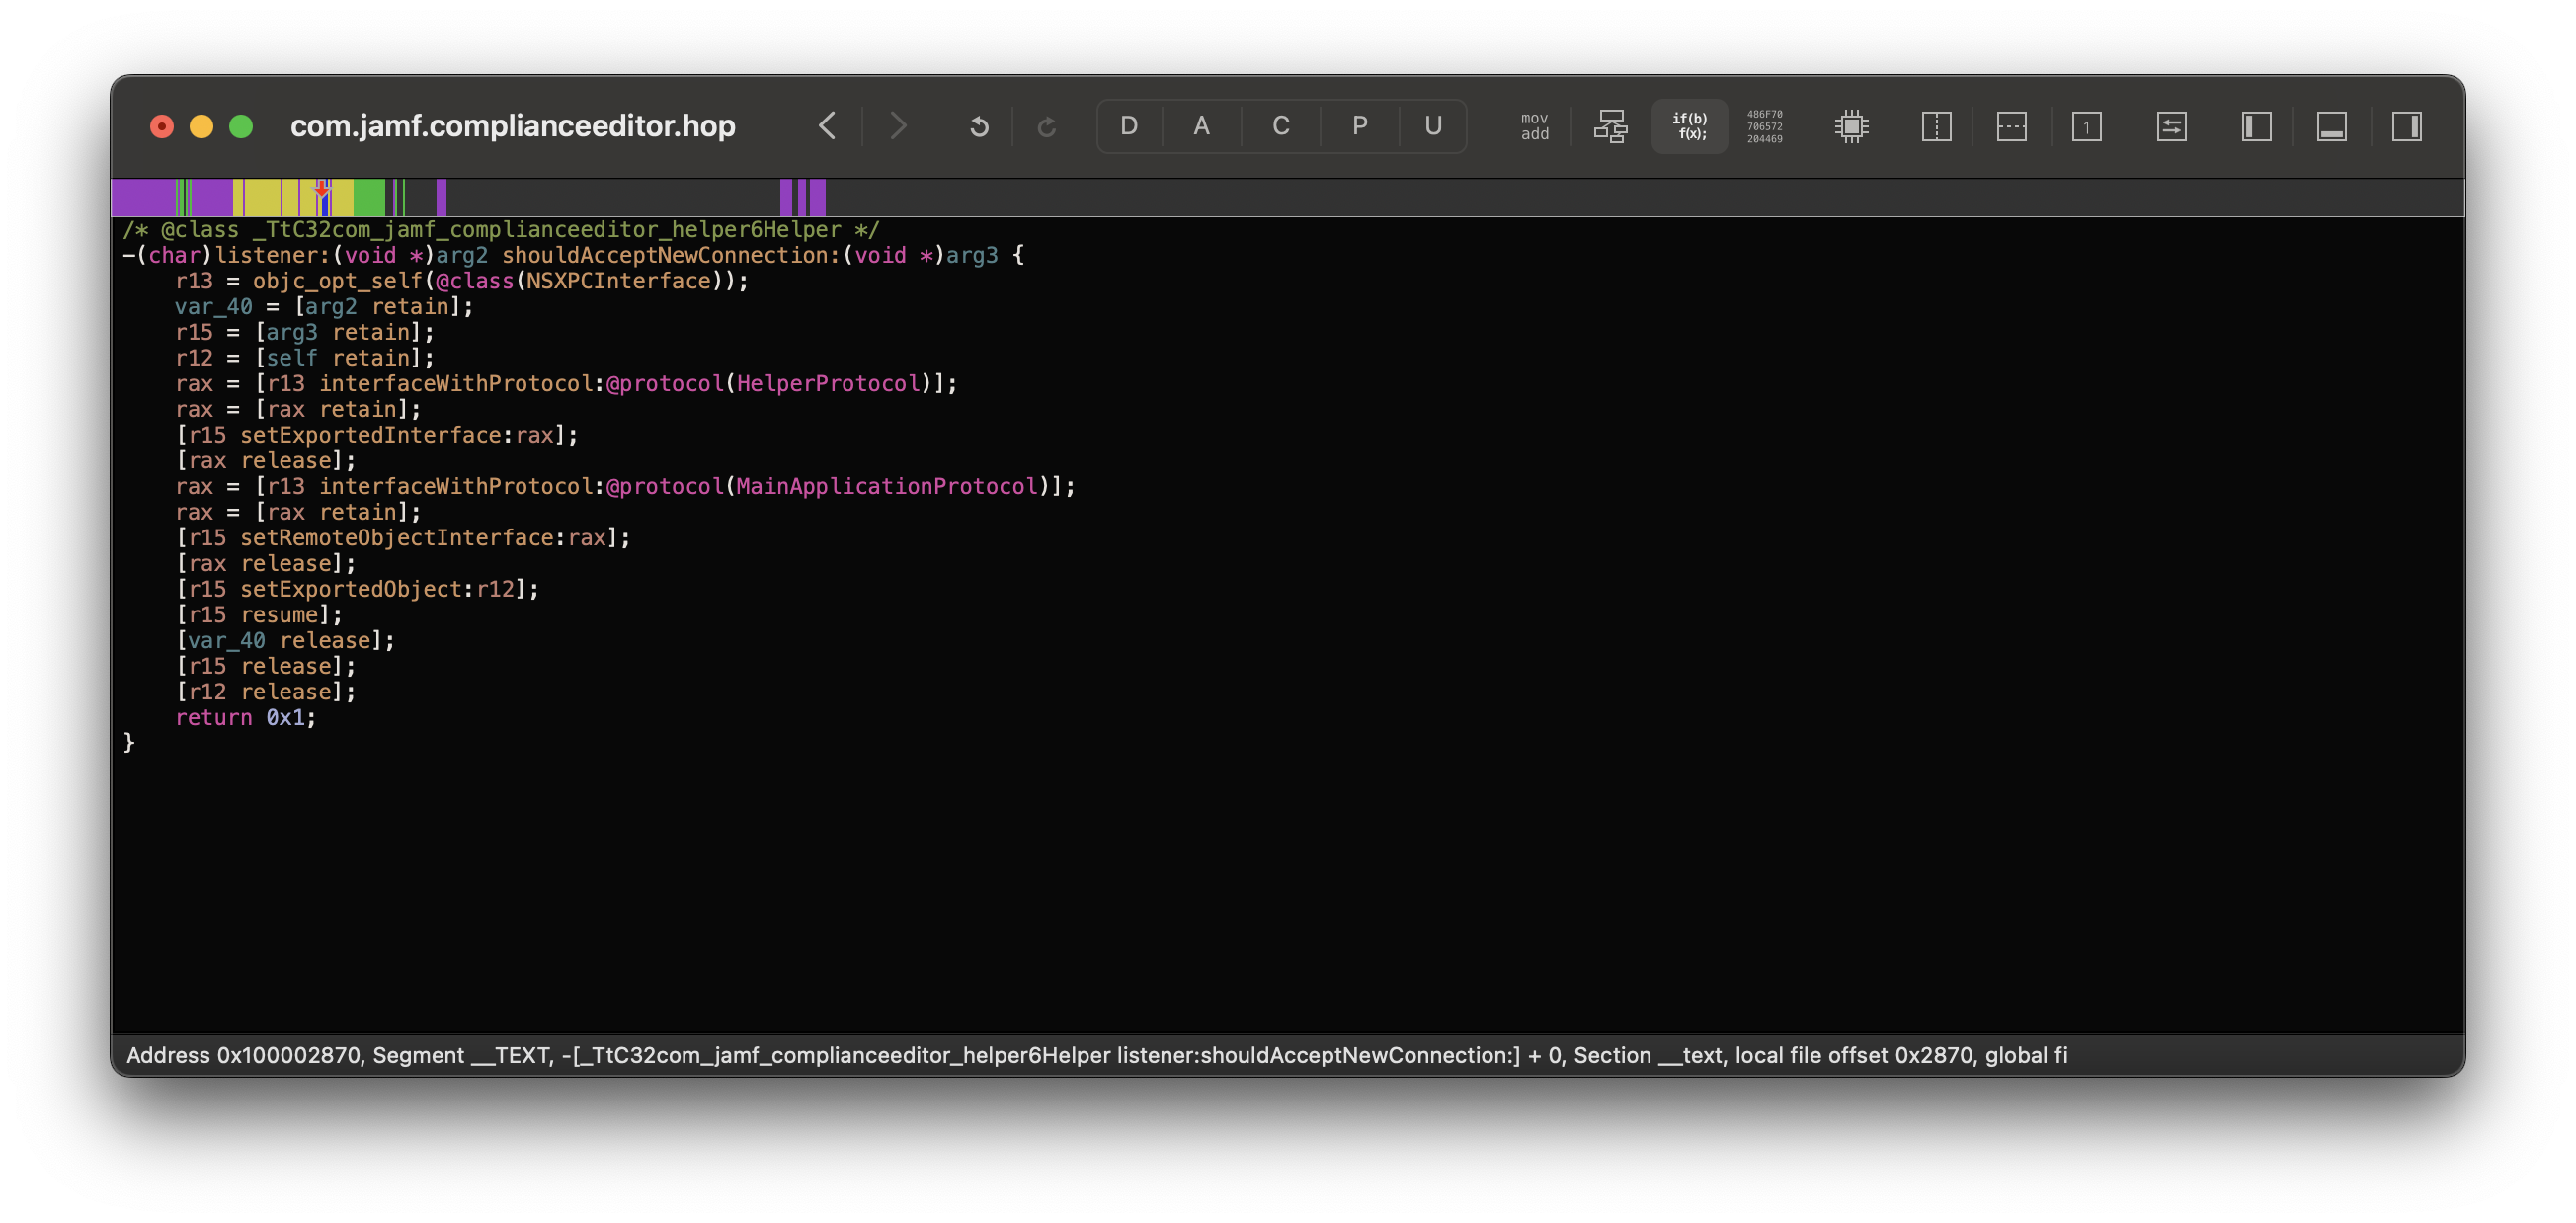 com.jamf.complianceeditor.hop
D A C P U
mov
add
if(b)
f(x);
486F70
706572
204469
1
/* @class _TtC32com_jamf_complianceeditor_helper6Helper */
-(char)listener:(void *)arg2 shouldAcceptNewConnection:(void *)arg3 {
    r13 = objc_opt_self(@class(NSXPCInterface));
    var_40 = [arg2 retain];
    r15 = [arg3 retain];
    r12 = [self retain];
    rax = [r13 interfaceWithProtocol:@protocol(HelperProtocol)];
    rax = [rax retain];
    [r15 setExportedInterface:rax];
    [rax release];
    rax = [r13 interfaceWithProtocol:@protocol(MainApplicationProtocol)];
    rax = [rax retain];
    [r15 setRemoteObjectInterface:rax];
    [rax release];
    [r15 setExportedObject:r12];
    [r15 resume];
    [var_40 release];
    [r15 release];
    [r12 release];
    return 0x1;
}
Address 0x100002870, Segment __TEXT, -[_TtC32com_jamf_complianceeditor_helper6Helper listener:shouldAcceptNewConnection:] + 0, Section __text, local file offset 0x2870, global fi